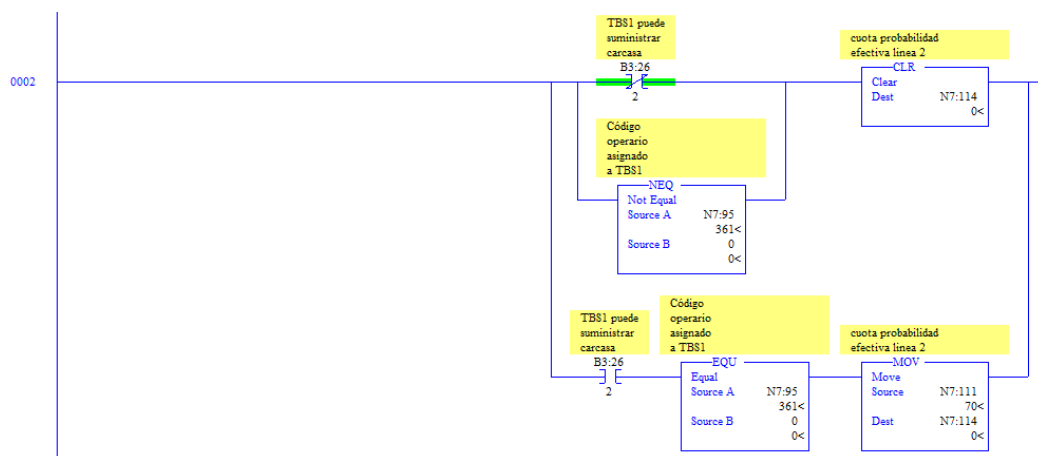 TBS1 puede
suministrar
carcasa
B3:26
2
cuota probabilidad
efectiva linea 2
CLR
Clear
Dest N7:114
0<
0002
Código
operario
asignado
a TBS1
NEQ
Not Equal
Source A N7:95
361<
Source B 0
0<
TBS1 puede
suministrar
carcasa
B3:26
2
Código
operario
asignado
a TBS1
EQU
Equal
Source A N7:95
361<
Source B 0
0<
cuota probabilidad
efectiva linea 2
MOV
Move
Source N7:111
70<
Dest N7:114
0<